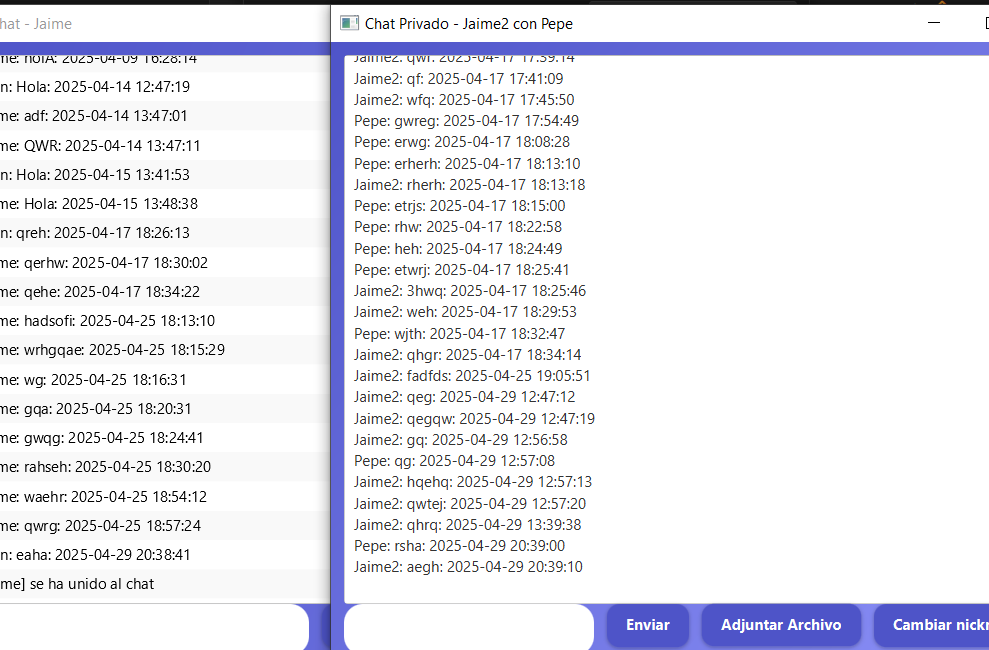 hat - Jaime
me: holA: 2025-04-09 16:28:14
n: Hola: 2025-04-14 12:47:19
me: adf: 2025-04-14 13:47:01
me: QWR: 2025-04-14 13:47:11
n: Hola: 2025-04-15 13:41:53
me: Hola: 2025-04-15 13:48:38
n: qreh: 2025-04-17 18:26:13
me: qerhw: 2025-04-17 18:30:02
me: qehe: 2025-04-17 18:34:22
me: hadsofi: 2025-04-25 18:13:10
me: wrhgqae: 2025-04-25 18:15:29
me: wg: 2025-04-25 18:16:31
me: gqa: 2025-04-25 18:20:31
me: gwqg: 2025-04-25 18:24:41
me: rahseh: 2025-04-25 18:30:20
me: waehr: 2025-04-25 18:54:12
me: qwrg: 2025-04-25 18:57:24
n: eaha: 2025-04-29 20:38:41
me] se ha unido al chat
Chat Privado - Jaime2 con Pepe
Jaime2: qwr: 2025-04-17 17:39:14
Jaime2: qf: 2025-04-17 17:41:09
Jaime2: wfq: 2025-04-17 17:45:50
Pepe: gwreg: 2025-04-17 17:54:49
Pepe: erwg: 2025-04-17 18:08:28
Pepe: erherh: 2025-04-17 18:13:10
Jaime2: rherh: 2025-04-17 18:13:18
Pepe: etrjs: 2025-04-17 18:15:00
Pepe: rhw: 2025-04-17 18:22:58
Pepe: heh: 2025-04-17 18:24:49
Pepe: etwrj: 2025-04-17 18:25:41
Jaime2: 3hwq: 2025-04-17 18:25:46
Jaime2: weh: 2025-04-17 18:29:53
Pepe: wjth: 2025-04-17 18:32:47
Jaime2: qhgr: 2025-04-17 18:34:14
Jaime2: fadfds: 2025-04-25 19:05:51
Jaime2: qeg: 2025-04-29 12:47:12
Jaime2: qegqw: 2025-04-29 12:47:19
Jaime2: gq: 2025-04-29 12:56:58
Pepe: qg: 2025-04-29 12:57:08
Jaime2: hqehq: 2025-04-29 12:57:13
Jaime2: qwtej: 2025-04-29 12:57:20
Jaime2: qhrq: 2025-04-29 13:39:38
Pepe: rsha: 2025-04-29 20:39:00
Jaime2: aegh: 2025-04-29 20:39:10
Enviar
Adjuntar Archivo
Cambiar nick